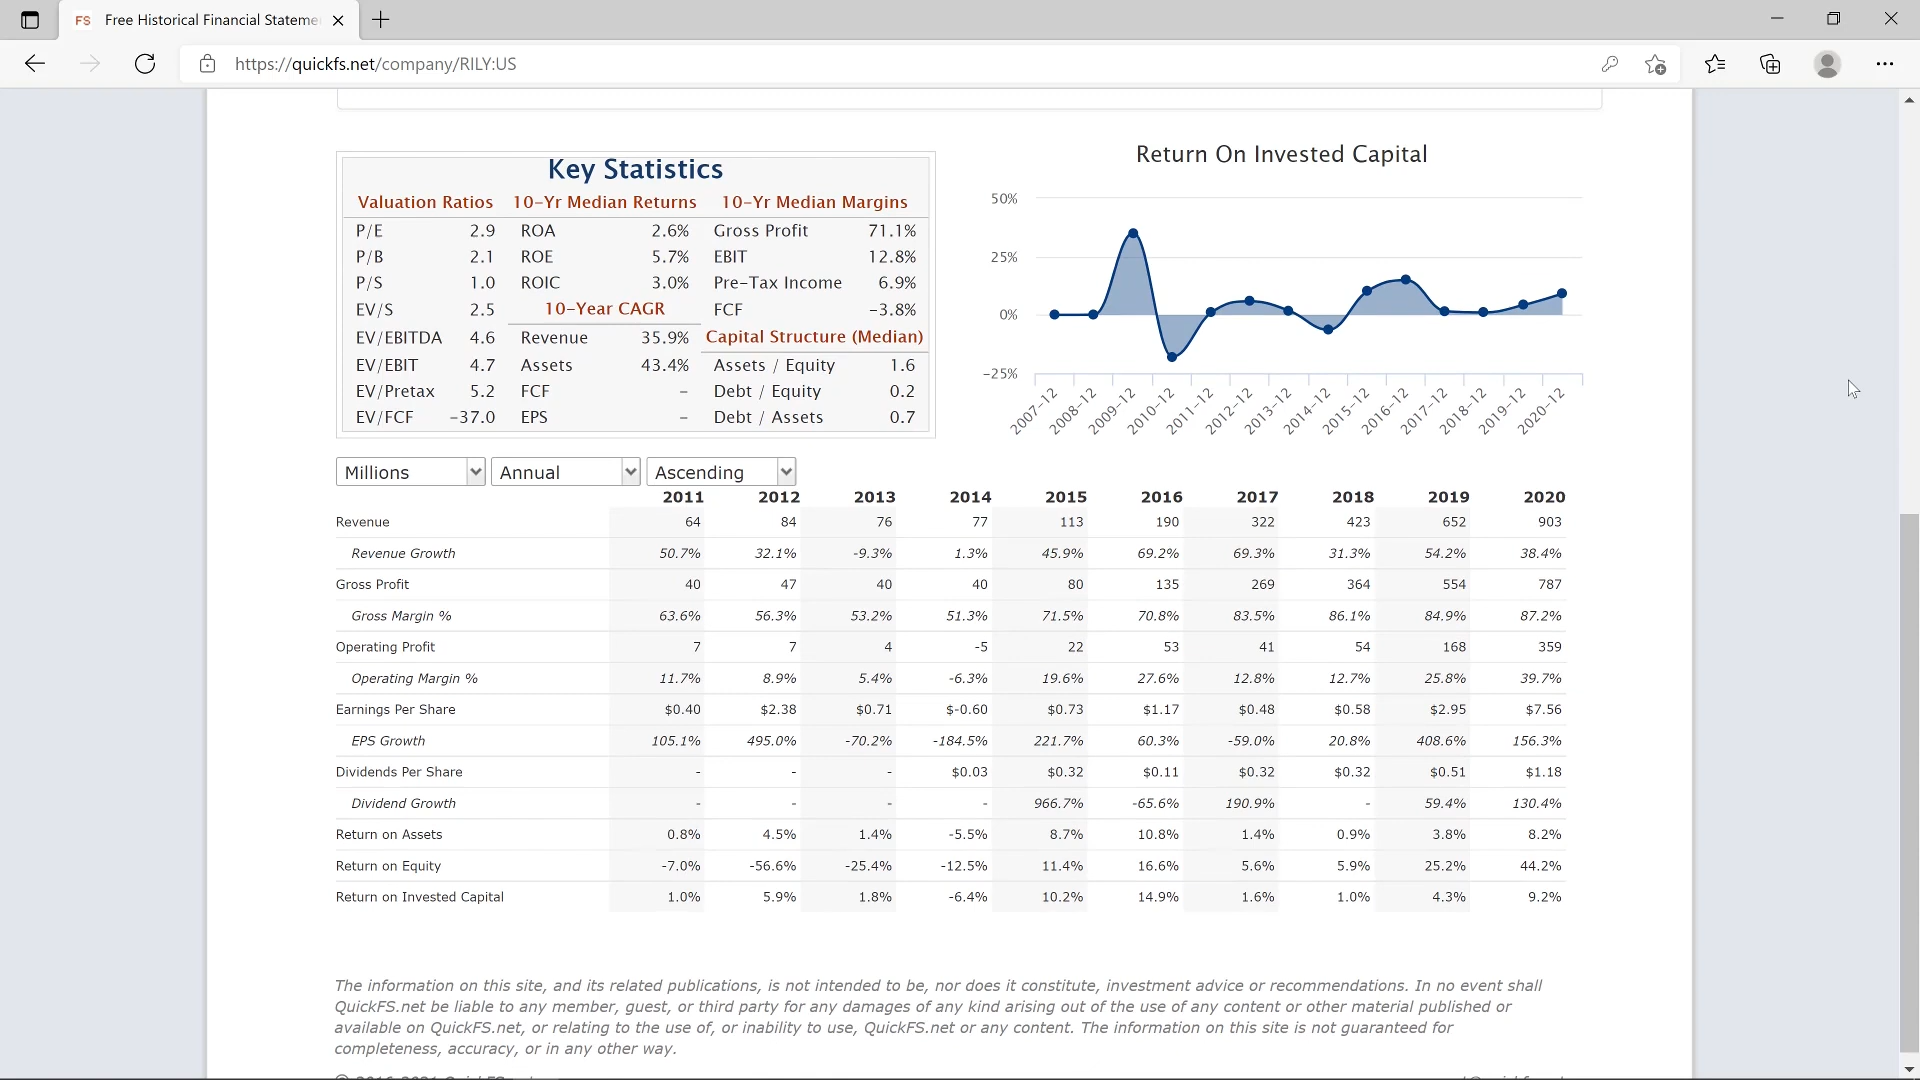 FS Free Historical Financial Stateme
https://quickfs.net/company/RILY:US
Key Statistics
Valuation Ratios 10-Yr Median Returns 10-Yr Median Margins
P/E 2.9 ROA 2.6% Gross Profit 71.1%
P/B 2.1 ROE 5.7% EBIT 12.8%
P/S 1.0 ROIC 3.0% Pre-Tax Income 6.9%
EV/S 2.5 10-Year CAGR FCF -3.8%
EV/EBITDA 4.6 Revenue 35.9% Capital Structure (Median)
EV/EBIT 4.7 Assets 43.4% Assets / Equity 1.6
EV/Pretax 5.2 FCF - Debt / Equity 0.2
EV/FCF -37.0 EPS - Debt / Assets 0.7
Return On Invested Capital
50%
25%
0%
-25%
2007-12 2008-12 2009-12 2010-12 2011-12 2012-12 2013-12 2014-12 2015-12 2016-12 2017-12 2018-12 2019-12 2020-12
Millions Annual Ascending
2011 2012 2013 2014 2015 2016 2017 2018 2019 2020
Revenue 64 84 76 77 113 190 322 423 652 903
Revenue Growth 50.7% 32.1% -9.3% 1.3% 45.9% 69.2% 69.3% 31.3% 54.2% 38.4%
Gross Profit 40 47 40 40 80 135 269 364 554 787
Gross Margin % 63.6% 56.3% 53.2% 51.3% 71.5% 70.8% 83.5% 86.1% 84.9% 87.2%
Operating Profit 7 7 4 -5 22 53 41 54 168 359
Operating Margin % 11.7% 8.9% 5.4% -6.3% 19.6% 27.6% 12.8% 12.7% 25.8% 39.7%
Earnings Per Share $0.40 $2.38 $0.71 $-0.60 $0.73 $1.17 $0.48 $0.58 $2.95 $7.56
EPS Growth 105.1% 495.0% -70.2% -184.5% 221.7% 60.3% -59.0% 20.8% 408.6% 156.3%
Dividends Per Share - - - $0.03 $0.32 $0.11 $0.32 $0.32 $0.51 $1.18
Dividend Growth - - - - 966.7% -65.6% 190.9% - 59.4% 130.4%
Return on Assets 0.8% 4.5% 1.4% -5.5% 8.7% 10.8% 1.4% 0.9% 3.8% 8.2%
Return on Equity -7.0% -56.6% -25.4% -12.5% 11.4% 16.6% 5.6% 5.9% 25.2% 44.2%
Return on Invested Capital 1.0% 5.9% 1.8% -6.4% 10.2% 14.9% 1.6% 1.0% 4.3% 9.2%
The information on this site, and its related publications, is not intended to be, nor does it constitute, investment advice or recommendations. In no event shall
QuickFS.net be liable to any member, guest, or third party for any damages of any kind arising out of the use of any content or other material published or
available on QuickFS.net, or relating to the use of, or inability to use, QuickFS.net or any content. The information on this site is not guaranteed for
completeness, accuracy, or in any other way.